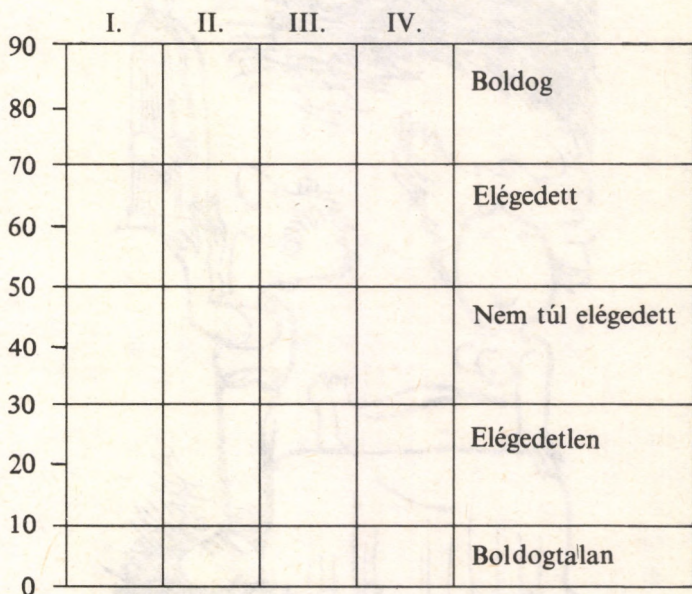 I. II. III. IV.
90
80 Boldog
70
Elégedett
60
50
Nem túl elégedett
40
30
Elégedetlen
20
10
Boldogtalan
0